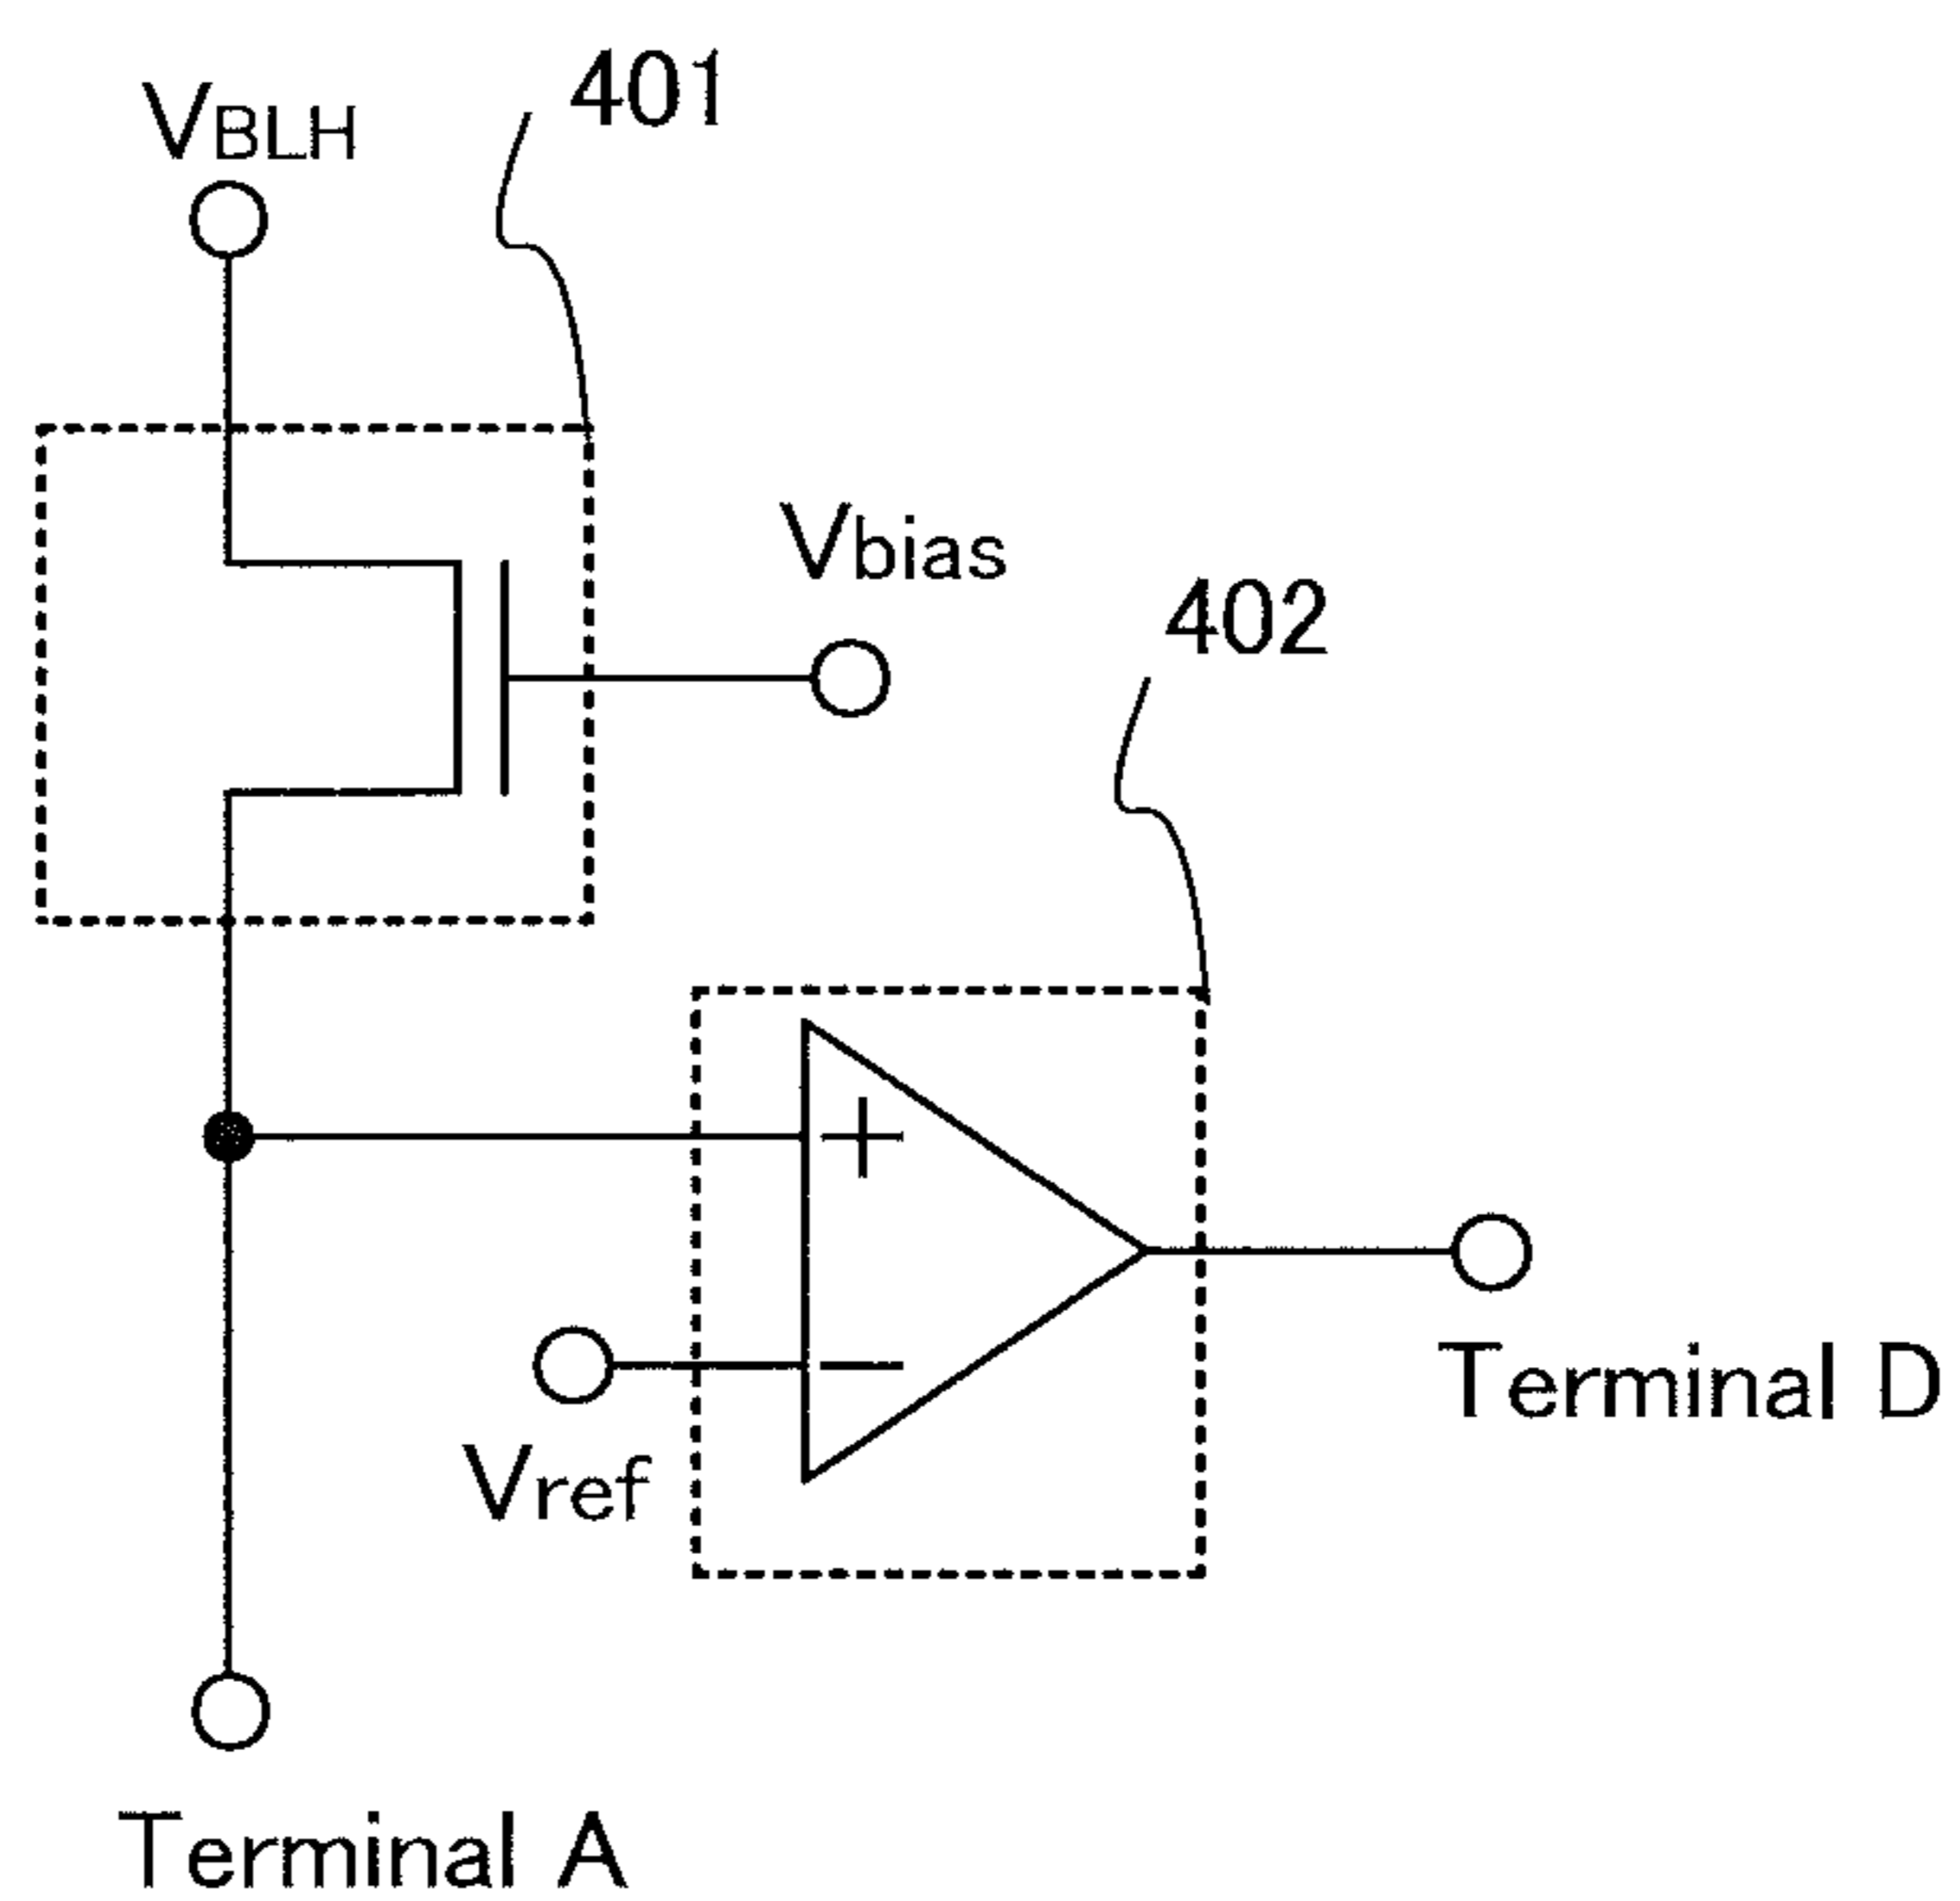 401
VBLH
Vbias
402
+
−
Vref
Terminal D
Terminal A